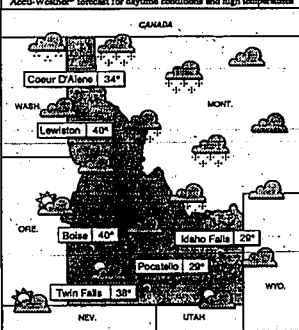 Accu-Weather® forecast for daytime conditions and high temperatures
CANADA
Coeur D'Alene 34°
WASH.
MONT.
Lewiston 40°
ORE.
Boise 40°
Idaho Falls 29°
Pocatello 29°
WYO.
Twin Falls 38°
NEV.
UTAH